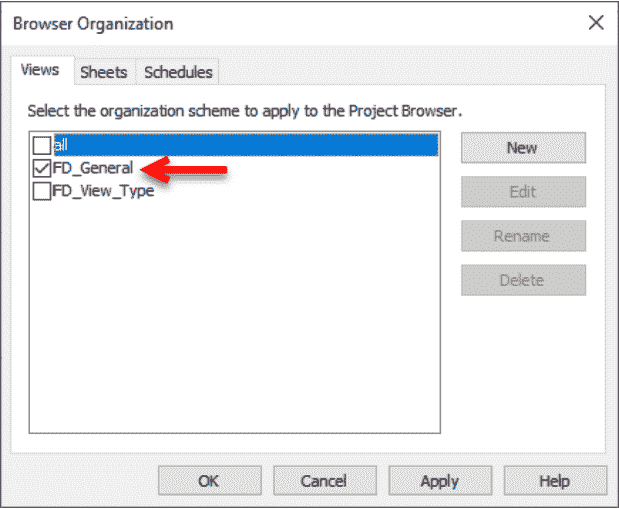 Browser Organization
Views Sheets Schedules
Select the organization scheme to apply to the Project Browser.
all
FD_General
FD_View_Type
New
Edit
Rename
Delete
OK Cancel Apply Help